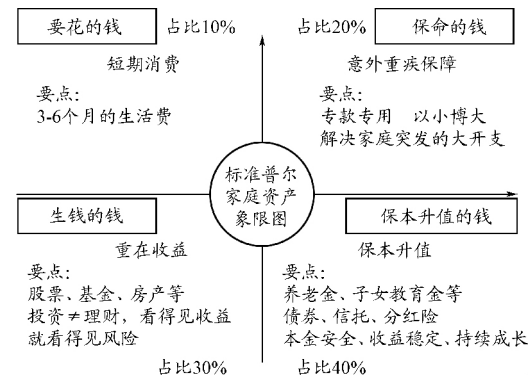 要花的钱
占比10%
短期消费
要点：
3-6个月的生活费
占比20%
保命的钱
意外重疾保障
要点：
专款专用 以小博大
解决家庭突发的大开支
标准普尔
家庭资产
象限图
生钱的钱
重在收益
要点：
股票、基金、房产等
投资≠理财，看得见收益
就看得见风险
占比30%
保本升值的钱
保本升值
要点：
养老金、子女教育金等
债券、信托、分红险
本金安全、收益稳定、持续成长
占比40%